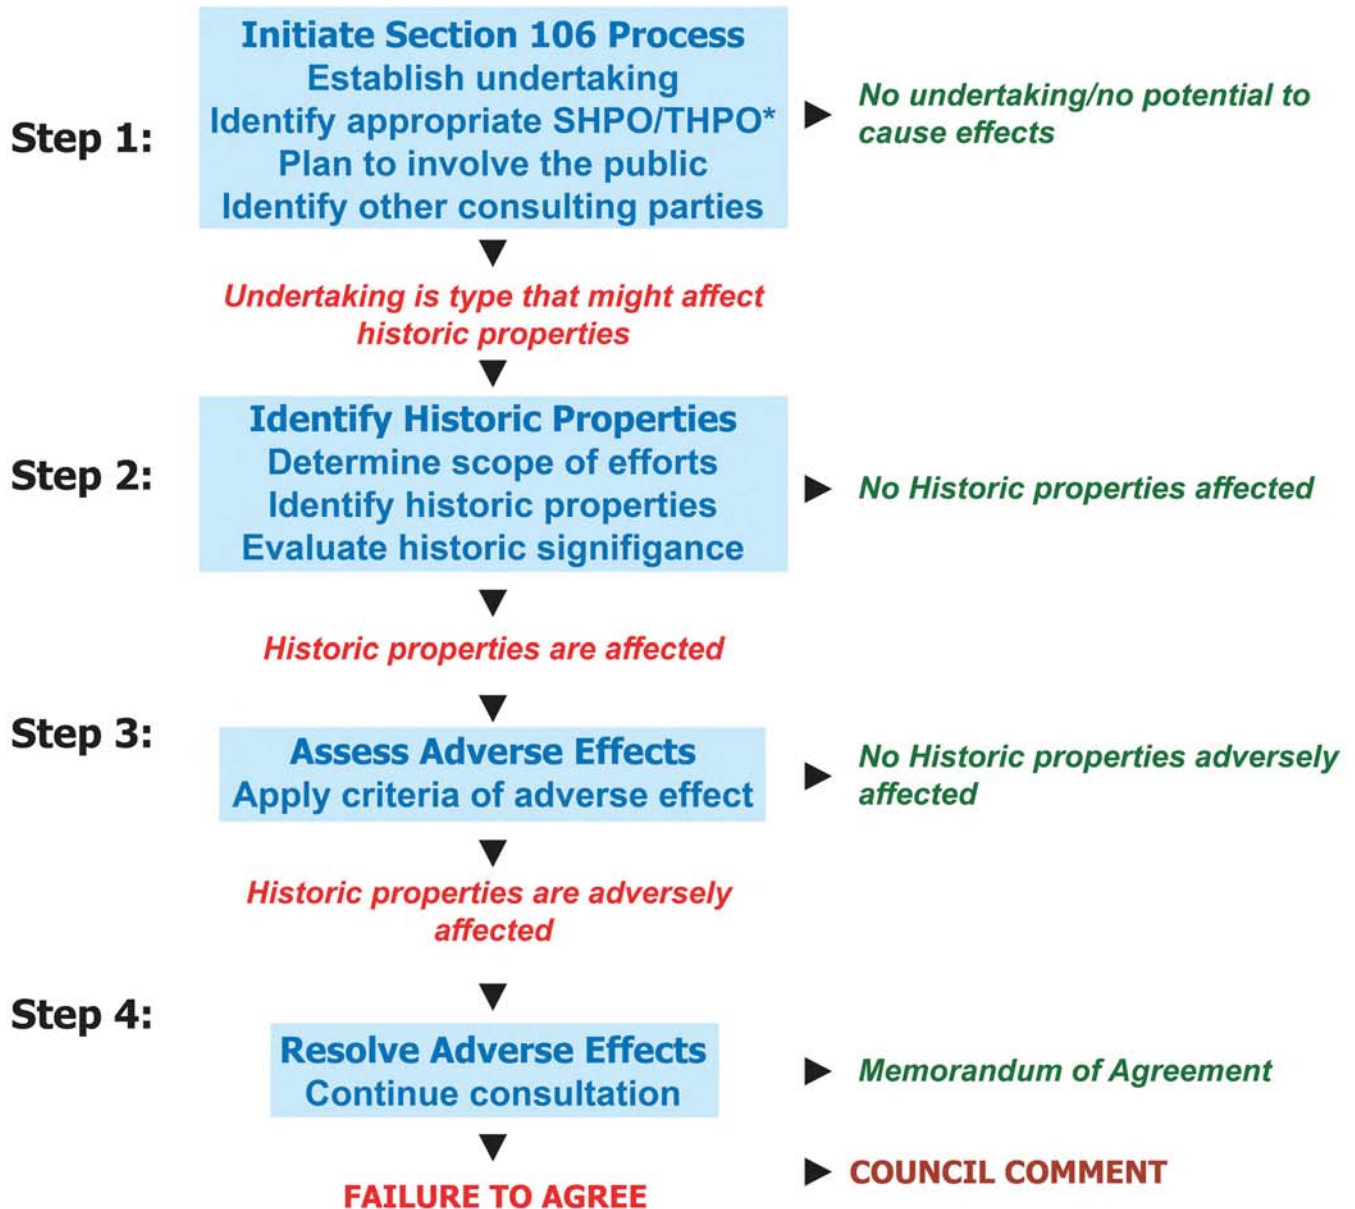 Initiate Section 106 Process
Establish undertaking
Identify appropriate SHPO/THPO*
Plan to involve the public
Identify other consulting parties
Step 1:
No undertaking/no potential to
cause effects
Undertaking is type that might affect
historic properties
Identify Historic Properties
Determine scope of efforts
Identify historic properties
Evaluate historic signifigance
Step 2:
No Historic properties affected
Historic properties are affected
Step 3:
Assess Adverse Effects
Apply criteria of adverse effect
No Historic properties adversely
affected
Historic properties are adversely
affected
Step 4:
Resolve Adverse Effects
Continue consultation
Memorandum of Agreement
FAILURE TO AGREE
COUNCIL COMMENT